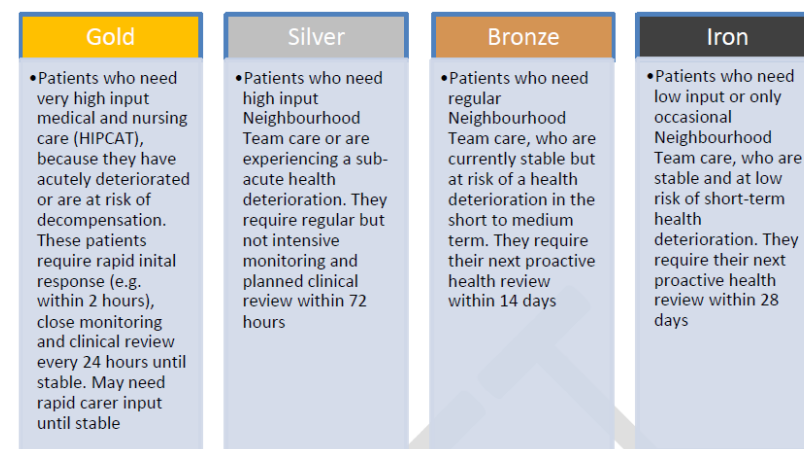 Gold
•Patients who need
very high input
medical and nursing
care (HIPCAT),
because they have
acutely deteriorated
or are at risk of
decompensation.
These patients
require rapid inital
response (e.g.
within 2 hours),
close monitoring
and clinical review
every 24 hours until
stable. May need
rapid carer input
until stable
Silver
•Patients who need
high input
Neighbourhood
Team care or are
experiencing a sub-
acute health
deterioration. They
require regular but
not intensive
monitoring and
planned clinical
review within 72
hours
Bronze
•Patients who need
regular
Neighbourhood
Team care, who are
currently stable but
at risk of a health
deterioration in the
short to medium
term. They require
their next proactive
health review
within 14 days
Iron
•Patients who need
low input or only
occasional
Neighbourhood
Team care, who are
stable and at low
risk of short-term
health
deterioration. They
require their next
proactive health
review within 28
days